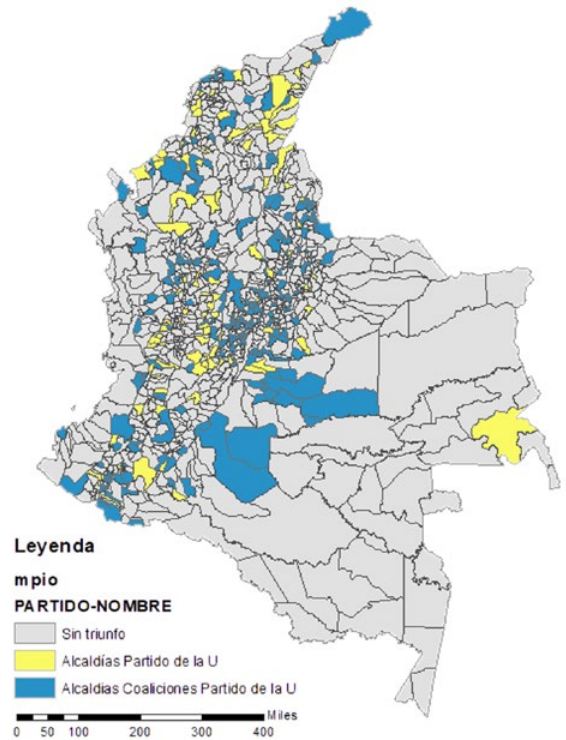 Leyenda
mpio
PARTIDO-NOMBRE
Sin triunfo
Alcaldías Partido de la U
Alcaldias Coaliciones Partido de la U
Miles
0 50 100 200 300 400